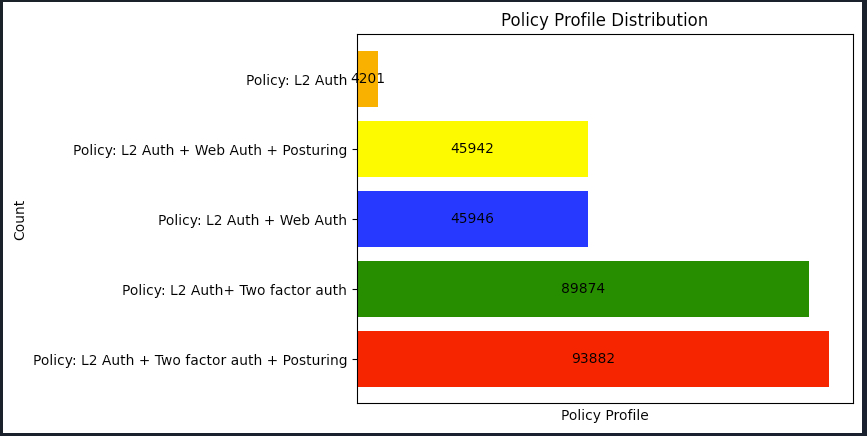 Policy Profile Distribution
Policy: L2 Auth
4201
Policy: L2 Auth + Web Auth + Posturing
45942
Policy: L2 Auth + Web Auth
45946
Policy: L2 Auth+ Two factor auth
89874
Policy: L2 Auth + Two factor auth + Posturing
93882
Count
Policy Profile